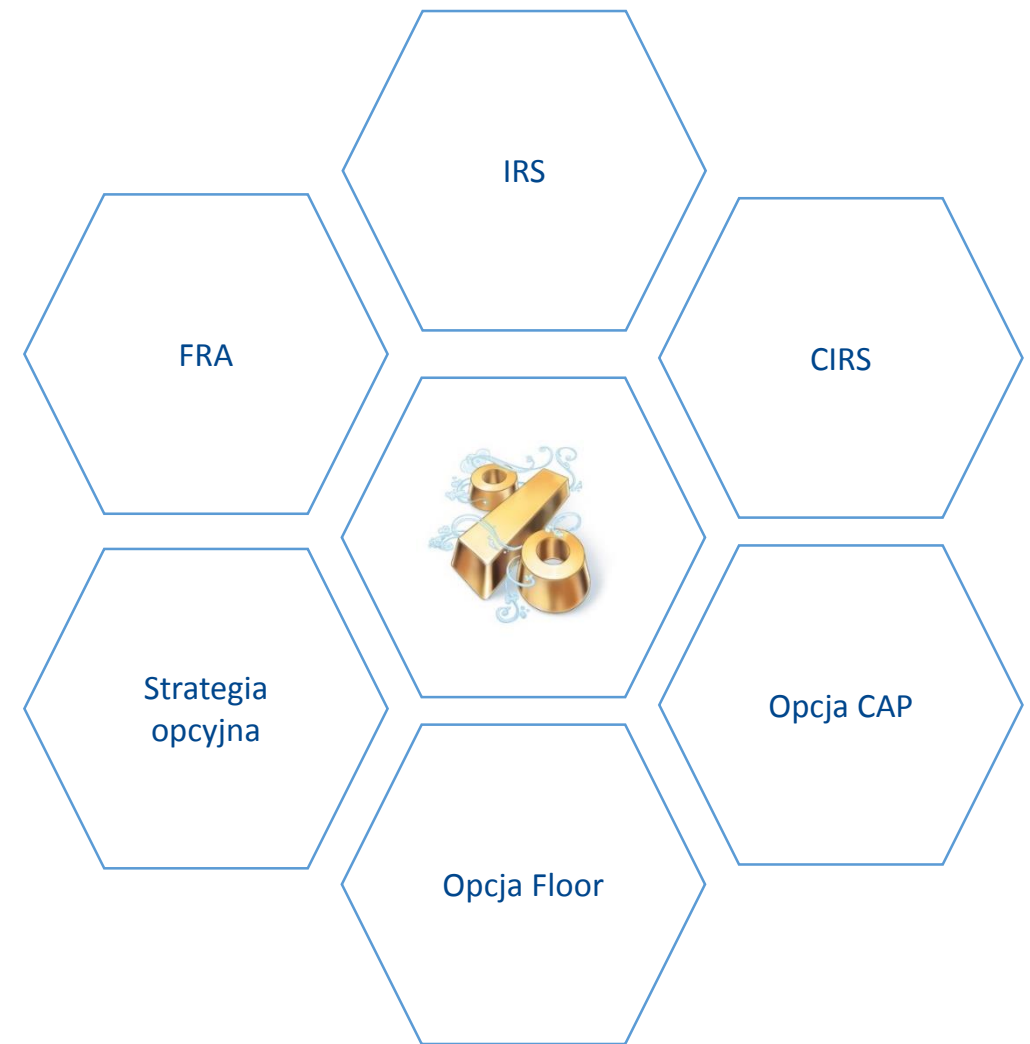 IRS
FRA
CIRS
Strategia
opcyjna
Opcja CAP
Opcja Floor